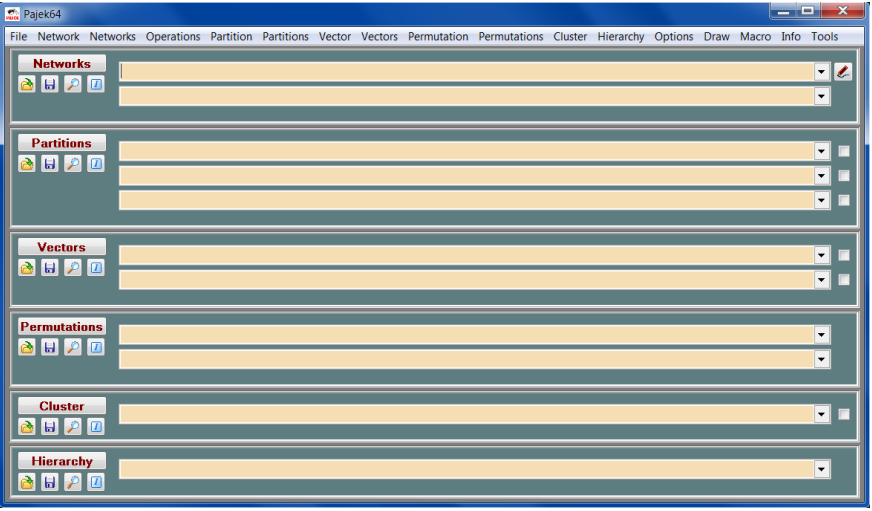 Pajek64
File Network Networks Operations Partition Partitions Vector Vectors Permutation Permutations Cluster Hierarchy Options Draw Macro Info Tools
Networks
Partitions
Vectors
Permutations
Cluster
Hierarchy